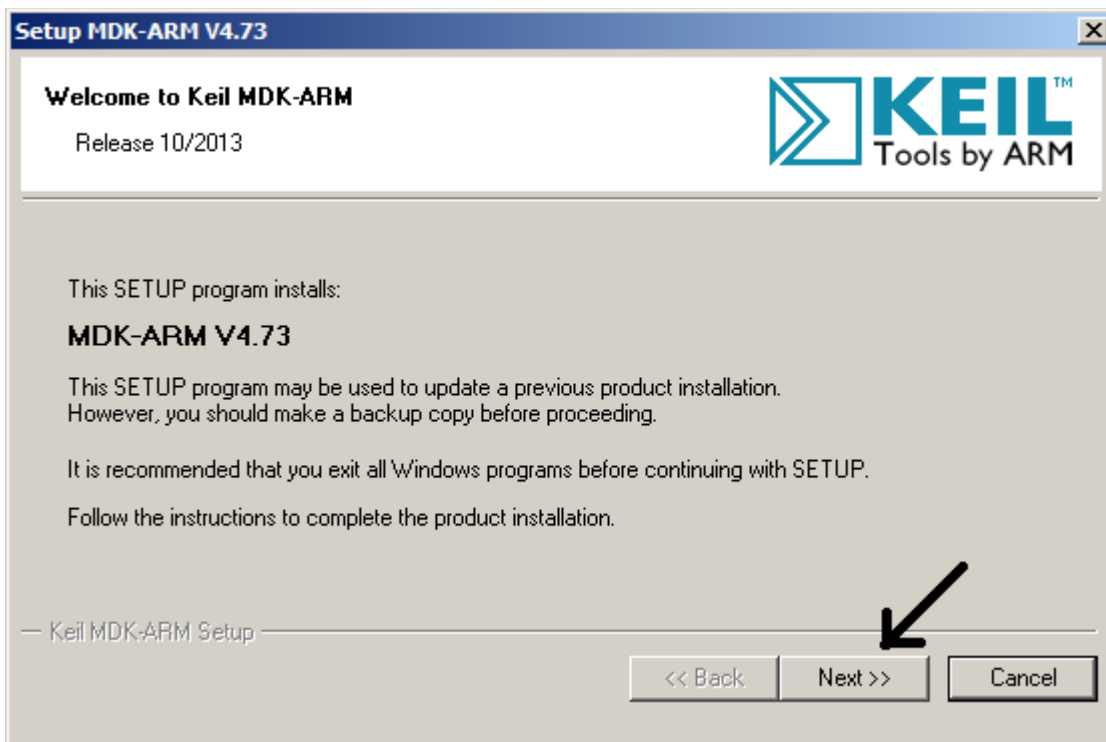 Setup MDK-ARM V4.73
Welcome to Keil MDK-ARM
Release 10/2013
KEIL™
Tools by ARM
This SETUP program installs:
MDK-ARM V4.73
This SETUP program may be used to update a previous product installation.
However, you should make a backup copy before proceeding.
It is recommended that you exit all Windows programs before continuing with SETUP.
Follow the instructions to complete the product installation.
Keil MDK-ARM Setup
<< Back
Next >>
Cancel